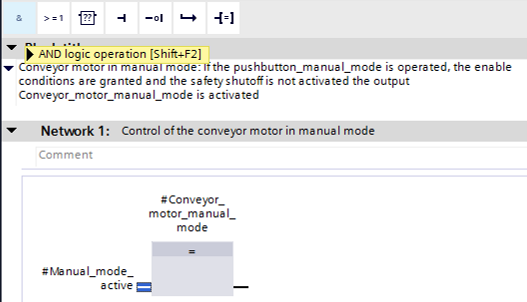 &
>=1
??
AND logic operation [Shift+F2]
Conveyor motor in manual mode: If the pushbutton_manual_mode is operated, the enable
conditions are granted and the safety shutoff is not activated the output
Conveyor_motor_manual_mode is activated
Network 1: Control of the conveyor motor in manual mode
Comment
#Conveyor_
motor_manual_
mode
=
#Manual_mode_
active